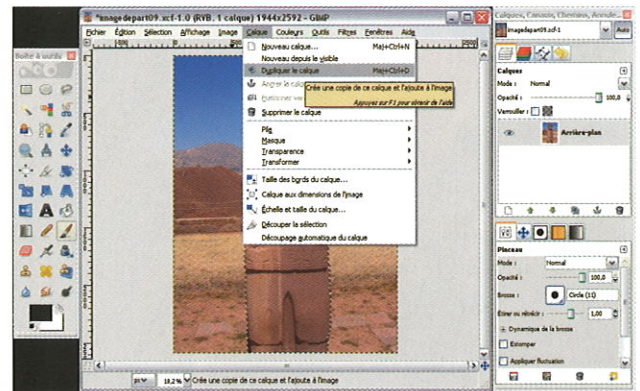 *imagedepart09.xcf-1.0 (RVB, 1 calque) 1944x2592 - GIMP
Fichier Édition Sélection Affichage Image Calque Couleurs Outils Filtres Fenêtres Aide
Nouveau calque... Maj+Ctrl+N
Nouveau depuis le visible
Dupliquer le calque Maj+Ctrl+D
Ancrer le calque
Crée une copie de ce calque et l'ajoute à l'image
Appuyez sur F1 pour obtenir de l'aide
Supprimer le calque
Pile
Masque
Transparence
Transformer
Taille des bords du calque...
Calque aux dimensions de l'image
Échelle et taille du calque...
Découper la sélection
Découpage automatique du calque
px 18,2% Crée une copie de ce calque et l'ajoute à l'image
Boîte à outils
Calques, Canaux, Chemins, Annule...
imagedepart09.xcf-1
Auto
Calques
Mode : Normal
Opacité : 100,0
Verrouiller :
Arrière-plan
Pinceau
Mode : Normal
Opacité : 100,0
Brosse : Circle (11)
Étirer ou rétrécir : 1,00
Dynamique de la brosse
Estomper
Appliquer fluctuation